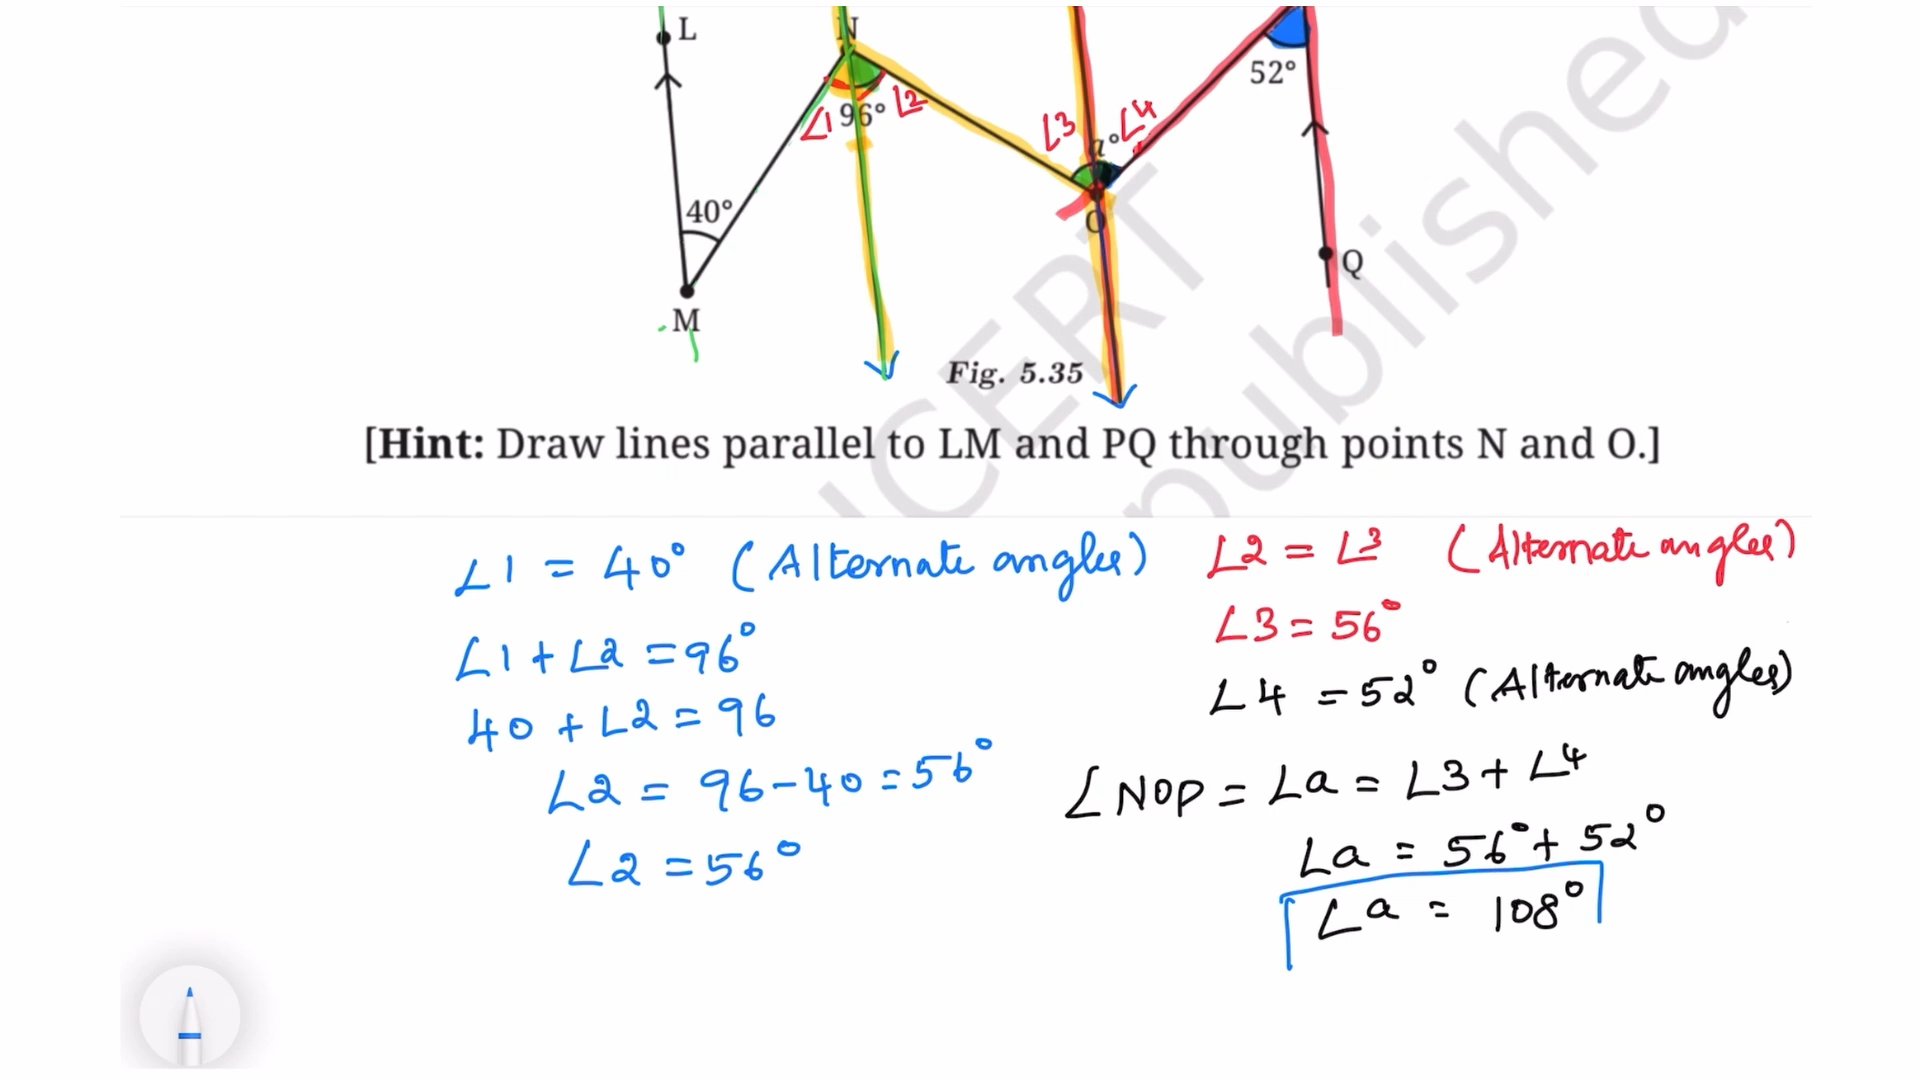 L
N
52°
∠1 96° ∠2
∠3 a° ∠4
40°
O
Q
M
Fig. 5.35
[Hint: Draw lines parallel to LM and PQ through points N and O.]
NCERT
published
∠1 = 40° (Alternate angles)
∠1 + ∠2 = 96°
40 + ∠2 = 96
∠2 = 96 - 40 = 56°
∠2 = 56°
∠2 = ∠3 (Alternate angles)
∠3 = 56°
∠4 = 52° (Alternate angles)
∠NOP = ∠a = ∠3 + ∠4
∠a = 56° + 52°
∠a = 108°